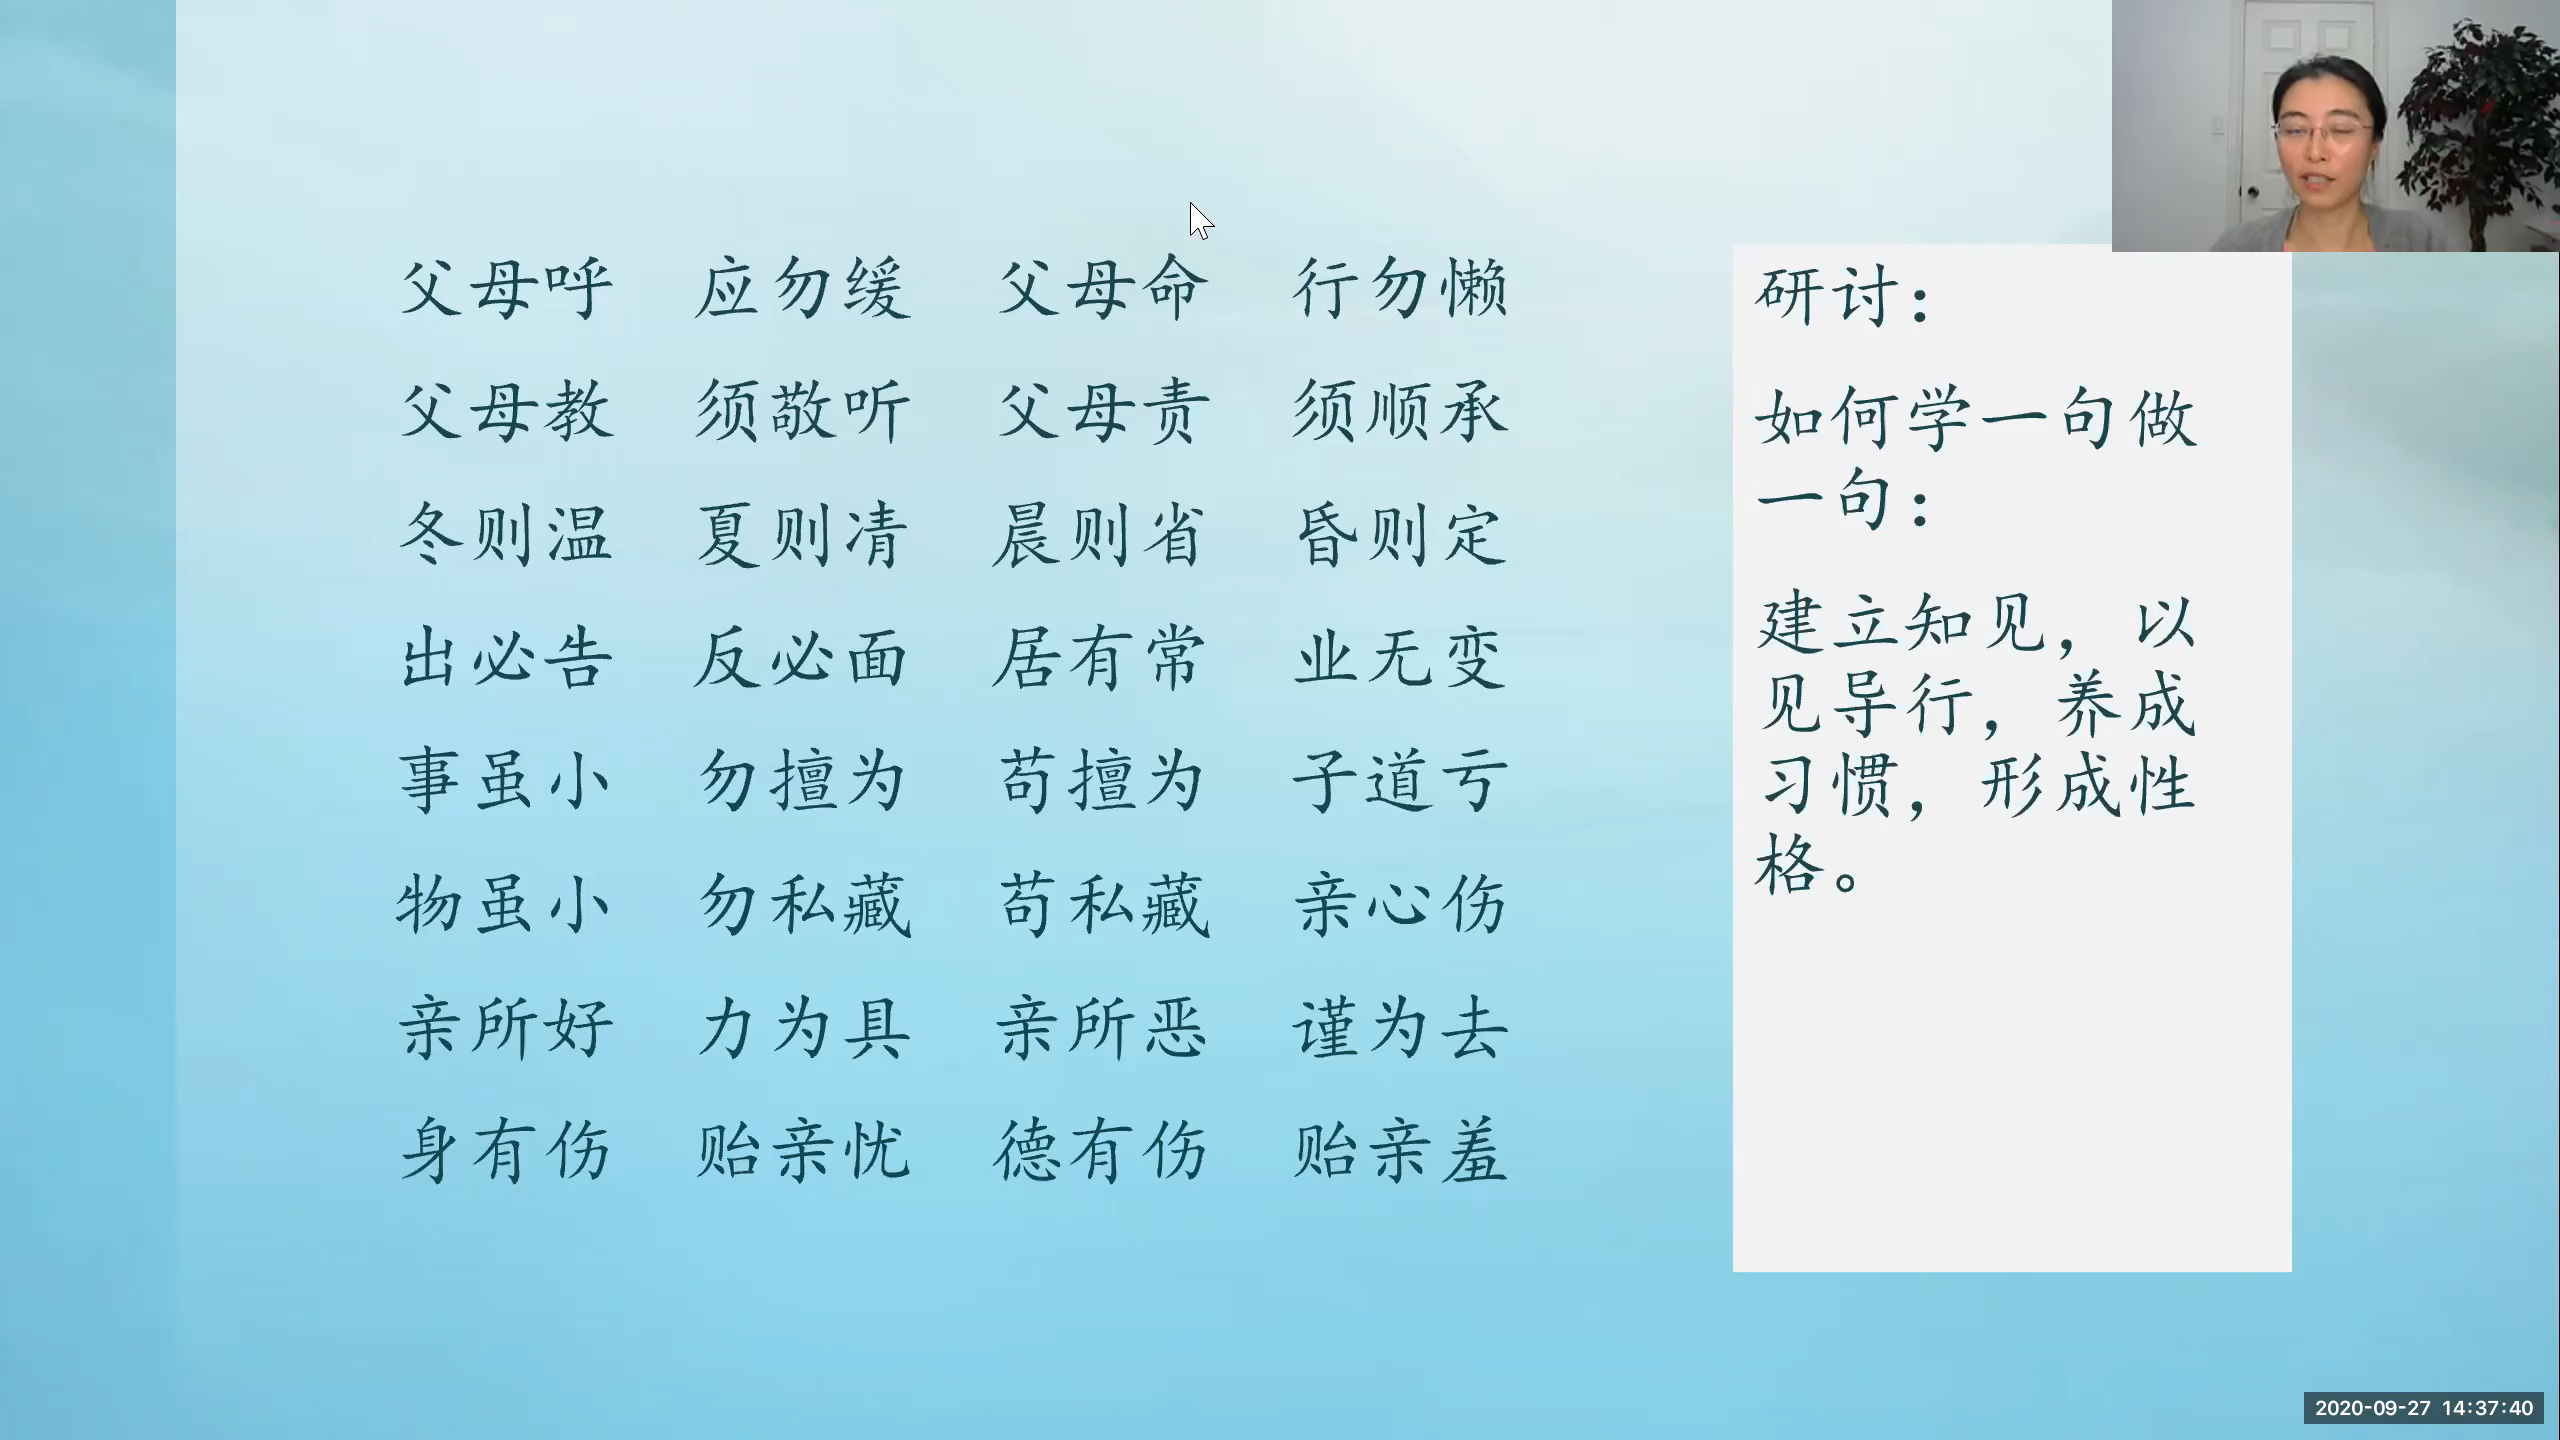 父母呼 应勿缓 父母命 行勿懒
父母教 须敬听 父母责 须顺承
冬则温 夏则凊 晨则省 昏则定
出必告 反必面 居有常 业无变
事虽小 勿擅为 苟擅为 子道亏
物虽小 勿私藏 苟私藏 亲心伤
亲所好 力为具 亲所恶 谨为去
身有伤 贻亲忧 德有伤 贻亲羞
研讨：
如何学一句做
一句：
建立知见，以
见导行，养成
习惯，形成性
格。
2020-09-27 14:37:40